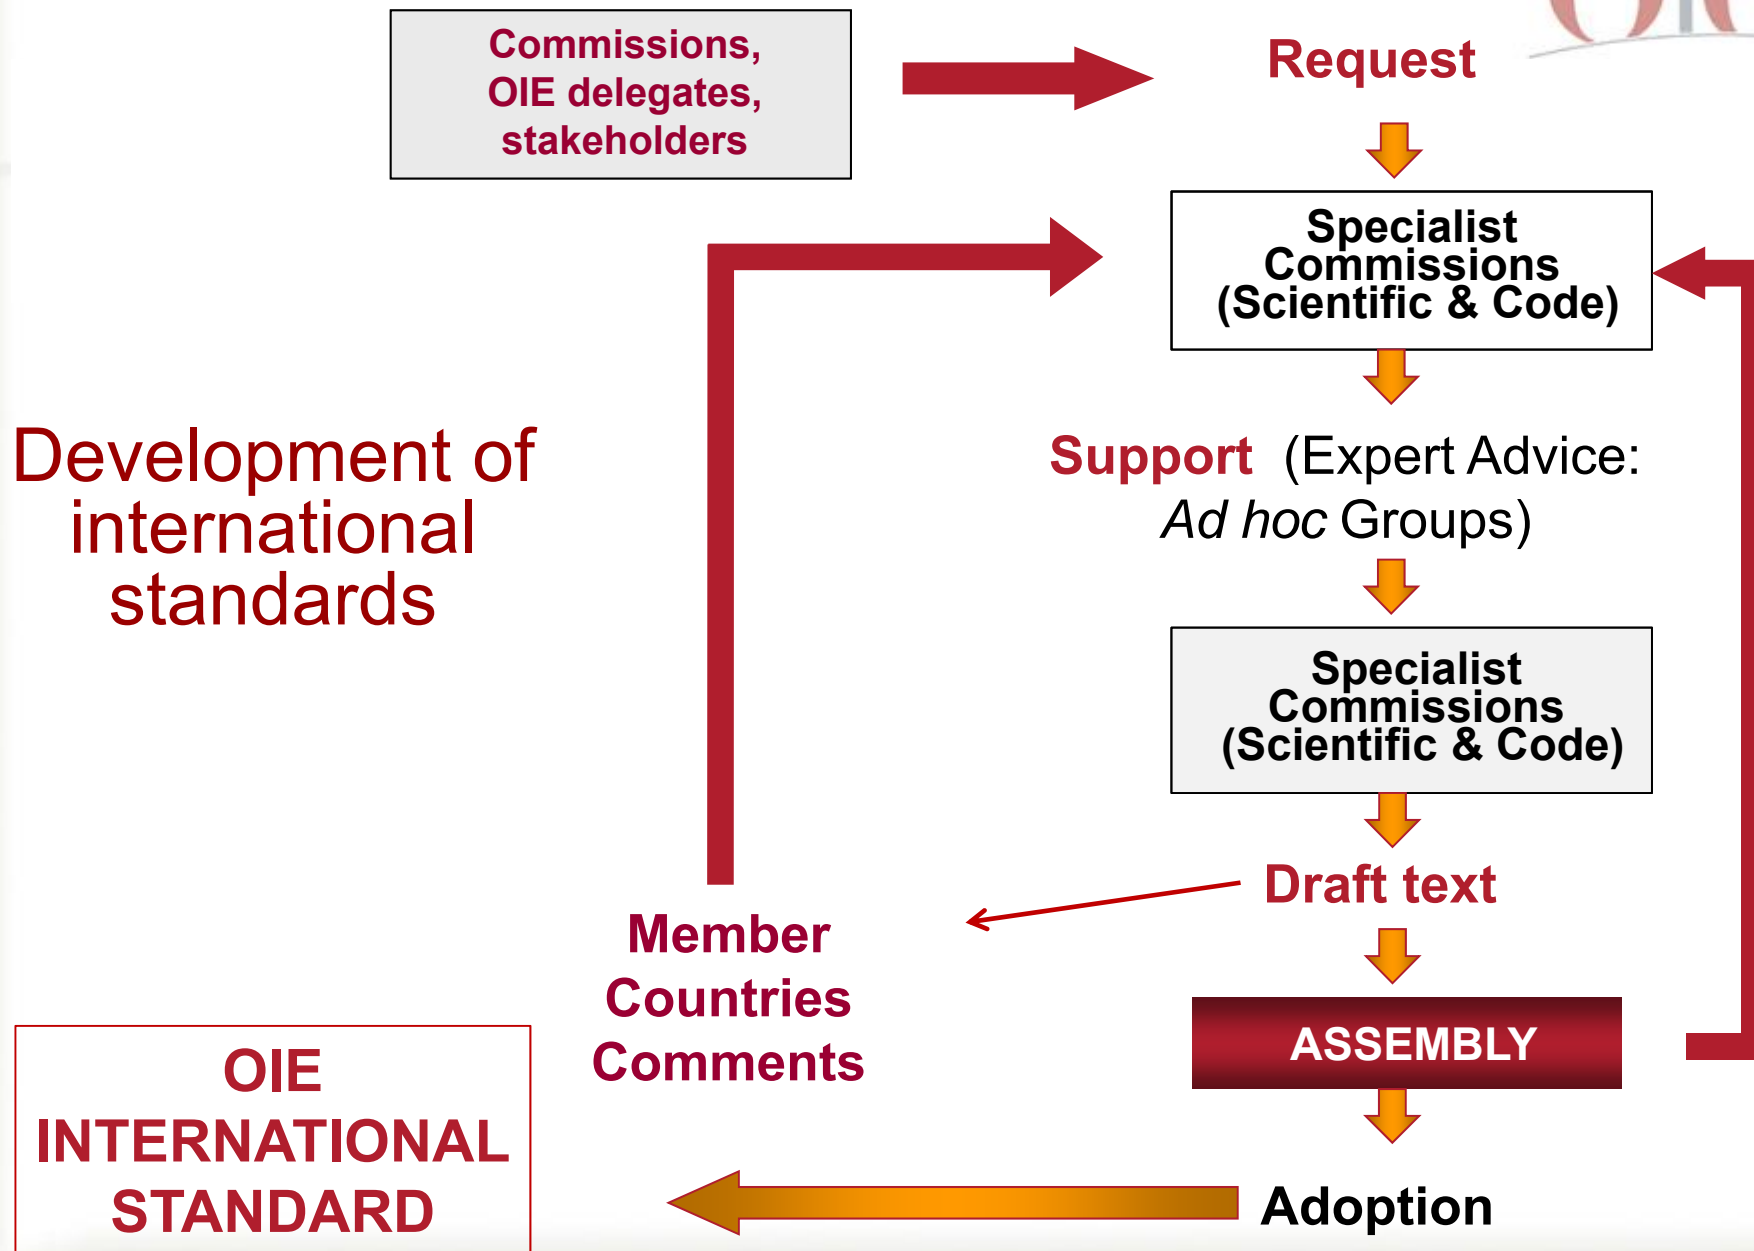 Commissions,
OIE delegates,
stakeholders
Request
Specialist
Commissions
(Scientific & Code)
Development of
international
standards
Support (Expert Advice:
Ad hoc Groups)
Specialist
Commissions
(Scientific & Code)
Draft text
Member
Countries
Comments
ASSEMBLY
OIE
INTERNATIONAL
STANDARD
Adoption